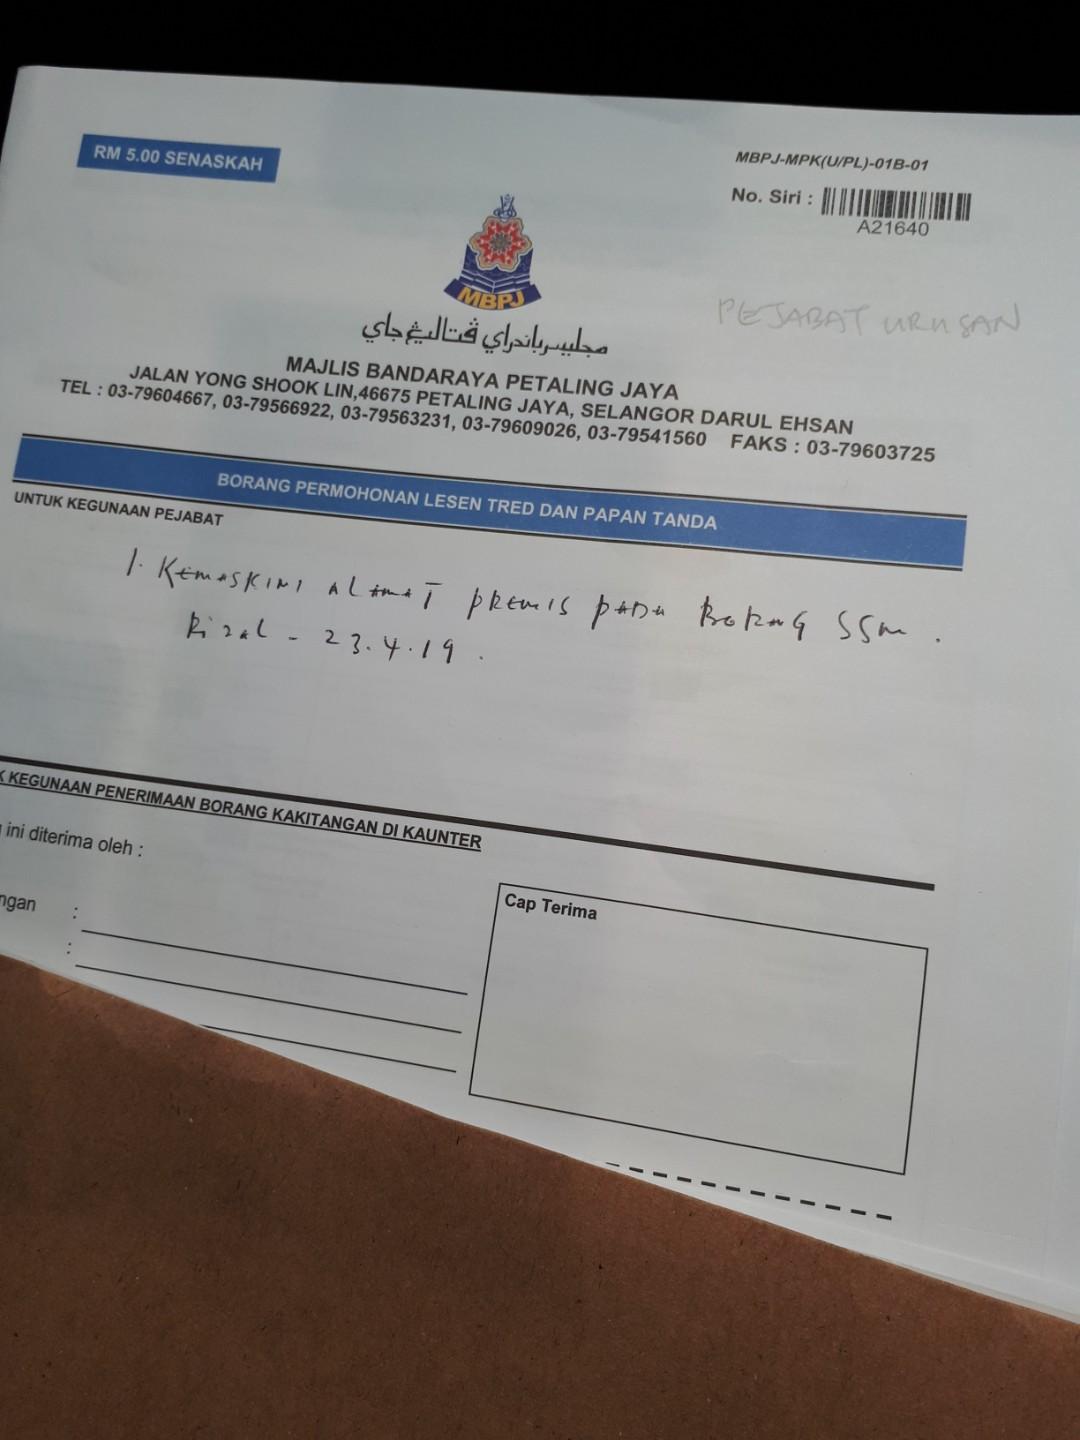 RM 5.00 SENASKAH
MBPJ-MPK(U/PL)-01B-01
No. Siri :
A21640
MBPJ
PEJABAT URUSAN
مجليس بانداراي ڤتاليڠ جاي
MAJLIS BANDARAYA PETALING JAYA
JALAN YONG SHOOK LIN,46675 PETALING JAYA, SELANGOR DARUL EHSAN
TEL : 03-79604667, 03-79566922, 03-79563231, 03-79609026, 03-79541560 FAKS : 03-79603725
BORANG PERMOHONAN LESEN TRED DAN PAPAN TANDA
UNTUK KEGUNAAN PEJABAT
1. KEMASKINI ALAMAT PREMIS PADA BORANG SSM.
Rizal - 23.4.19.
KEGUNAAN PENERIMAAN BORANG KAKITANGAN DI KAUNTER
ini diterima oleh :
ngan :
:
Cap Terima